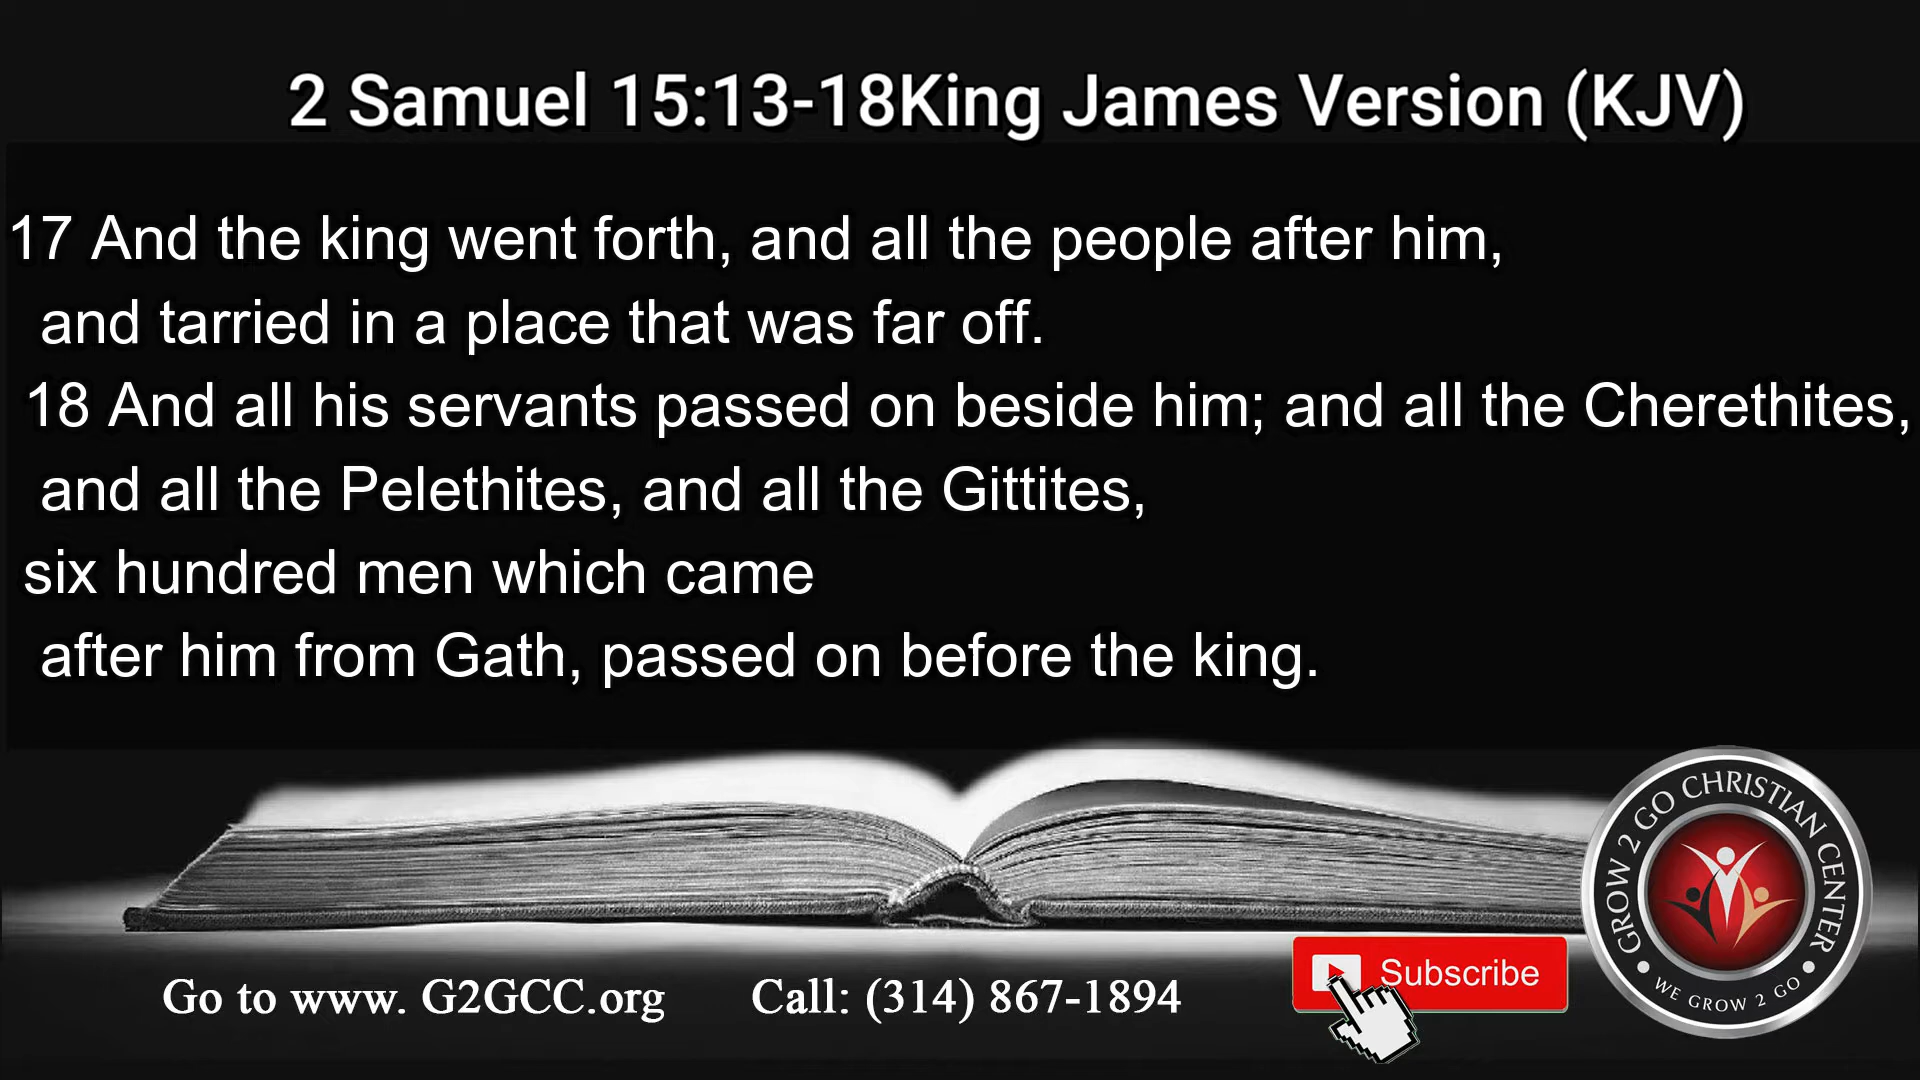 2 Samuel 15:13-18King James Version (KJV)
17 And the king went forth, and all the people after him,
and tarried in a place that was far off.
18 And all his servants passed on beside him; and all the Cherethites,
and all the Pelethites, and all the Gittites,
six hundred men which came
after him from Gath, passed on before the king.
GROW 2 GO CHRISTIAN CENTER
WE GROW 2 GO
Subscribe
Go to www. G2GCC.org
Call: (314) 867-1894